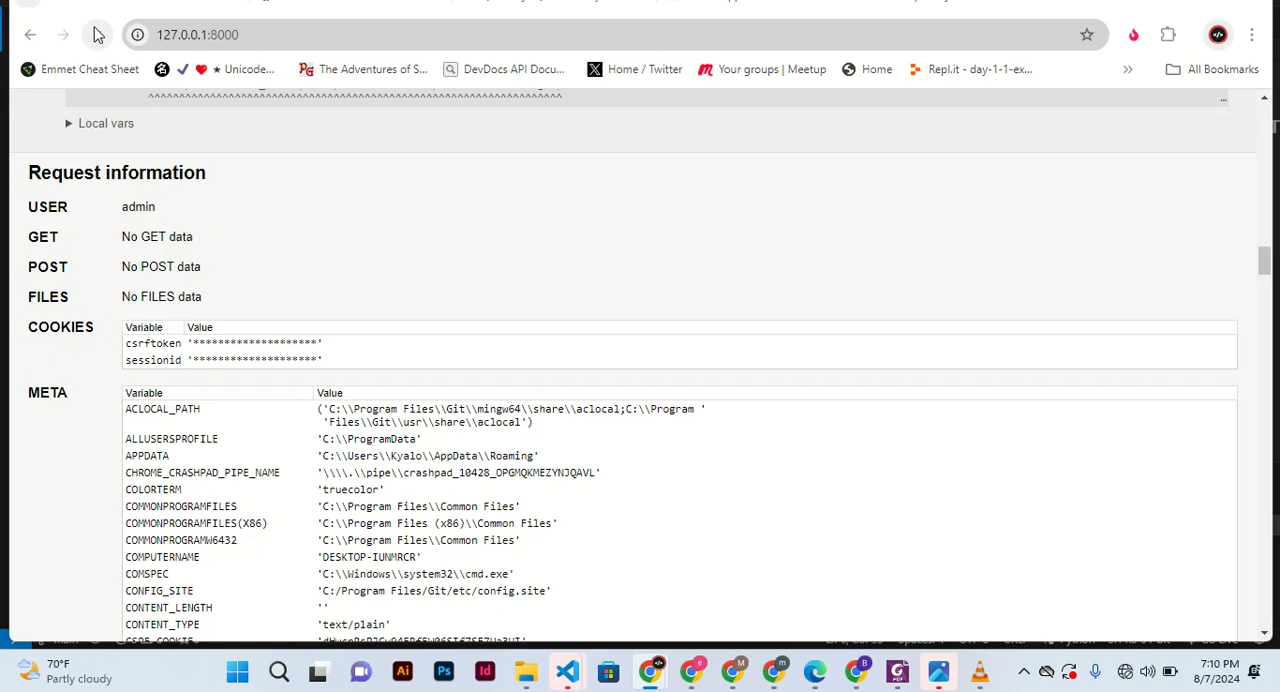 127.0.0.1:8000
Emmet Cheat Sheet
★ Unicode...
The Adventures of S...
DevDocs API Docu...
Home / Twitter
Your groups | Meetup
Home
Repl.it - day-1-1-ex...
»
All Bookmarks
^^^^^^^^^^^^^^^^^^^^^^^^^^^^^^^^^^^^^^^^^^^^^^^^^^^^^^^^^^^^^^^^^^^
…
▶ Local vars
Request information
USER admin
GET No GET data
POST No POST data
FILES No FILES data
COOKIES Variable Value
csrftoken '********************'
sessionid '********************'
META Variable Value
ACLOCAL_PATH ('C:\\Program Files\\Git\\mingw64\\share\\aclocal;C:\\Program '
'Files\\Git\\usr\\share\\aclocal')
ALLUSERSPROFILE 'C:\\ProgramData'
APPDATA 'C:\\Users\\Kyalo\\AppData\\Roaming'
CHROME_CRASHPAD_PIPE_NAME '\\\\.\\pipe\\crashpad_10428_OPGMQKMEZYNJQAVL'
COLORTERM 'truecolor'
COMMONPROGRAMFILES 'C:\\Program Files\\Common Files'
COMMONPROGRAMFILES(X86) 'C:\\Program Files (x86)\\Common Files'
COMMONPROGRAMW6432 'C:\\Program Files\\Common Files'
COMPUTERNAME 'DESKTOP-IUNMRCR'
COMSPEC 'C:\\Windows\\system32\\cmd.exe'
CONFIG_SITE 'C:/Program Files/Git/etc/config.site'
CONTENT_LENGTH ''
CONTENT_TYPE 'text/plain'
70°F
Partly cloudy
7:10 PM
8/7/2024